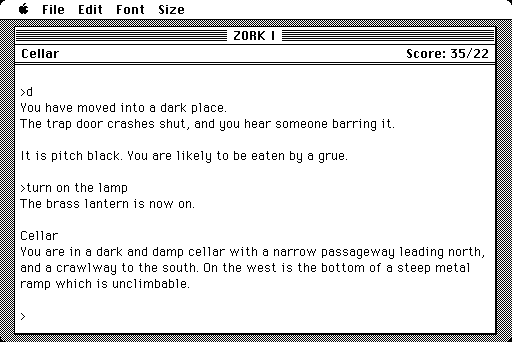 File Edit Font Size
ZORK I
Cellar Score: 35/22
>d
You have moved into a dark place.
The trap door crashes shut, and you hear someone barring it.
It is pitch black. You are likely to be eaten by a grue.
>turn on the lamp
The brass lantern is now on.
Cellar
You are in a dark and damp cellar with a narrow passageway leading north,
and a crawlway to the south. On the west is the bottom of a steep metal
ramp which is unclimbable.
>